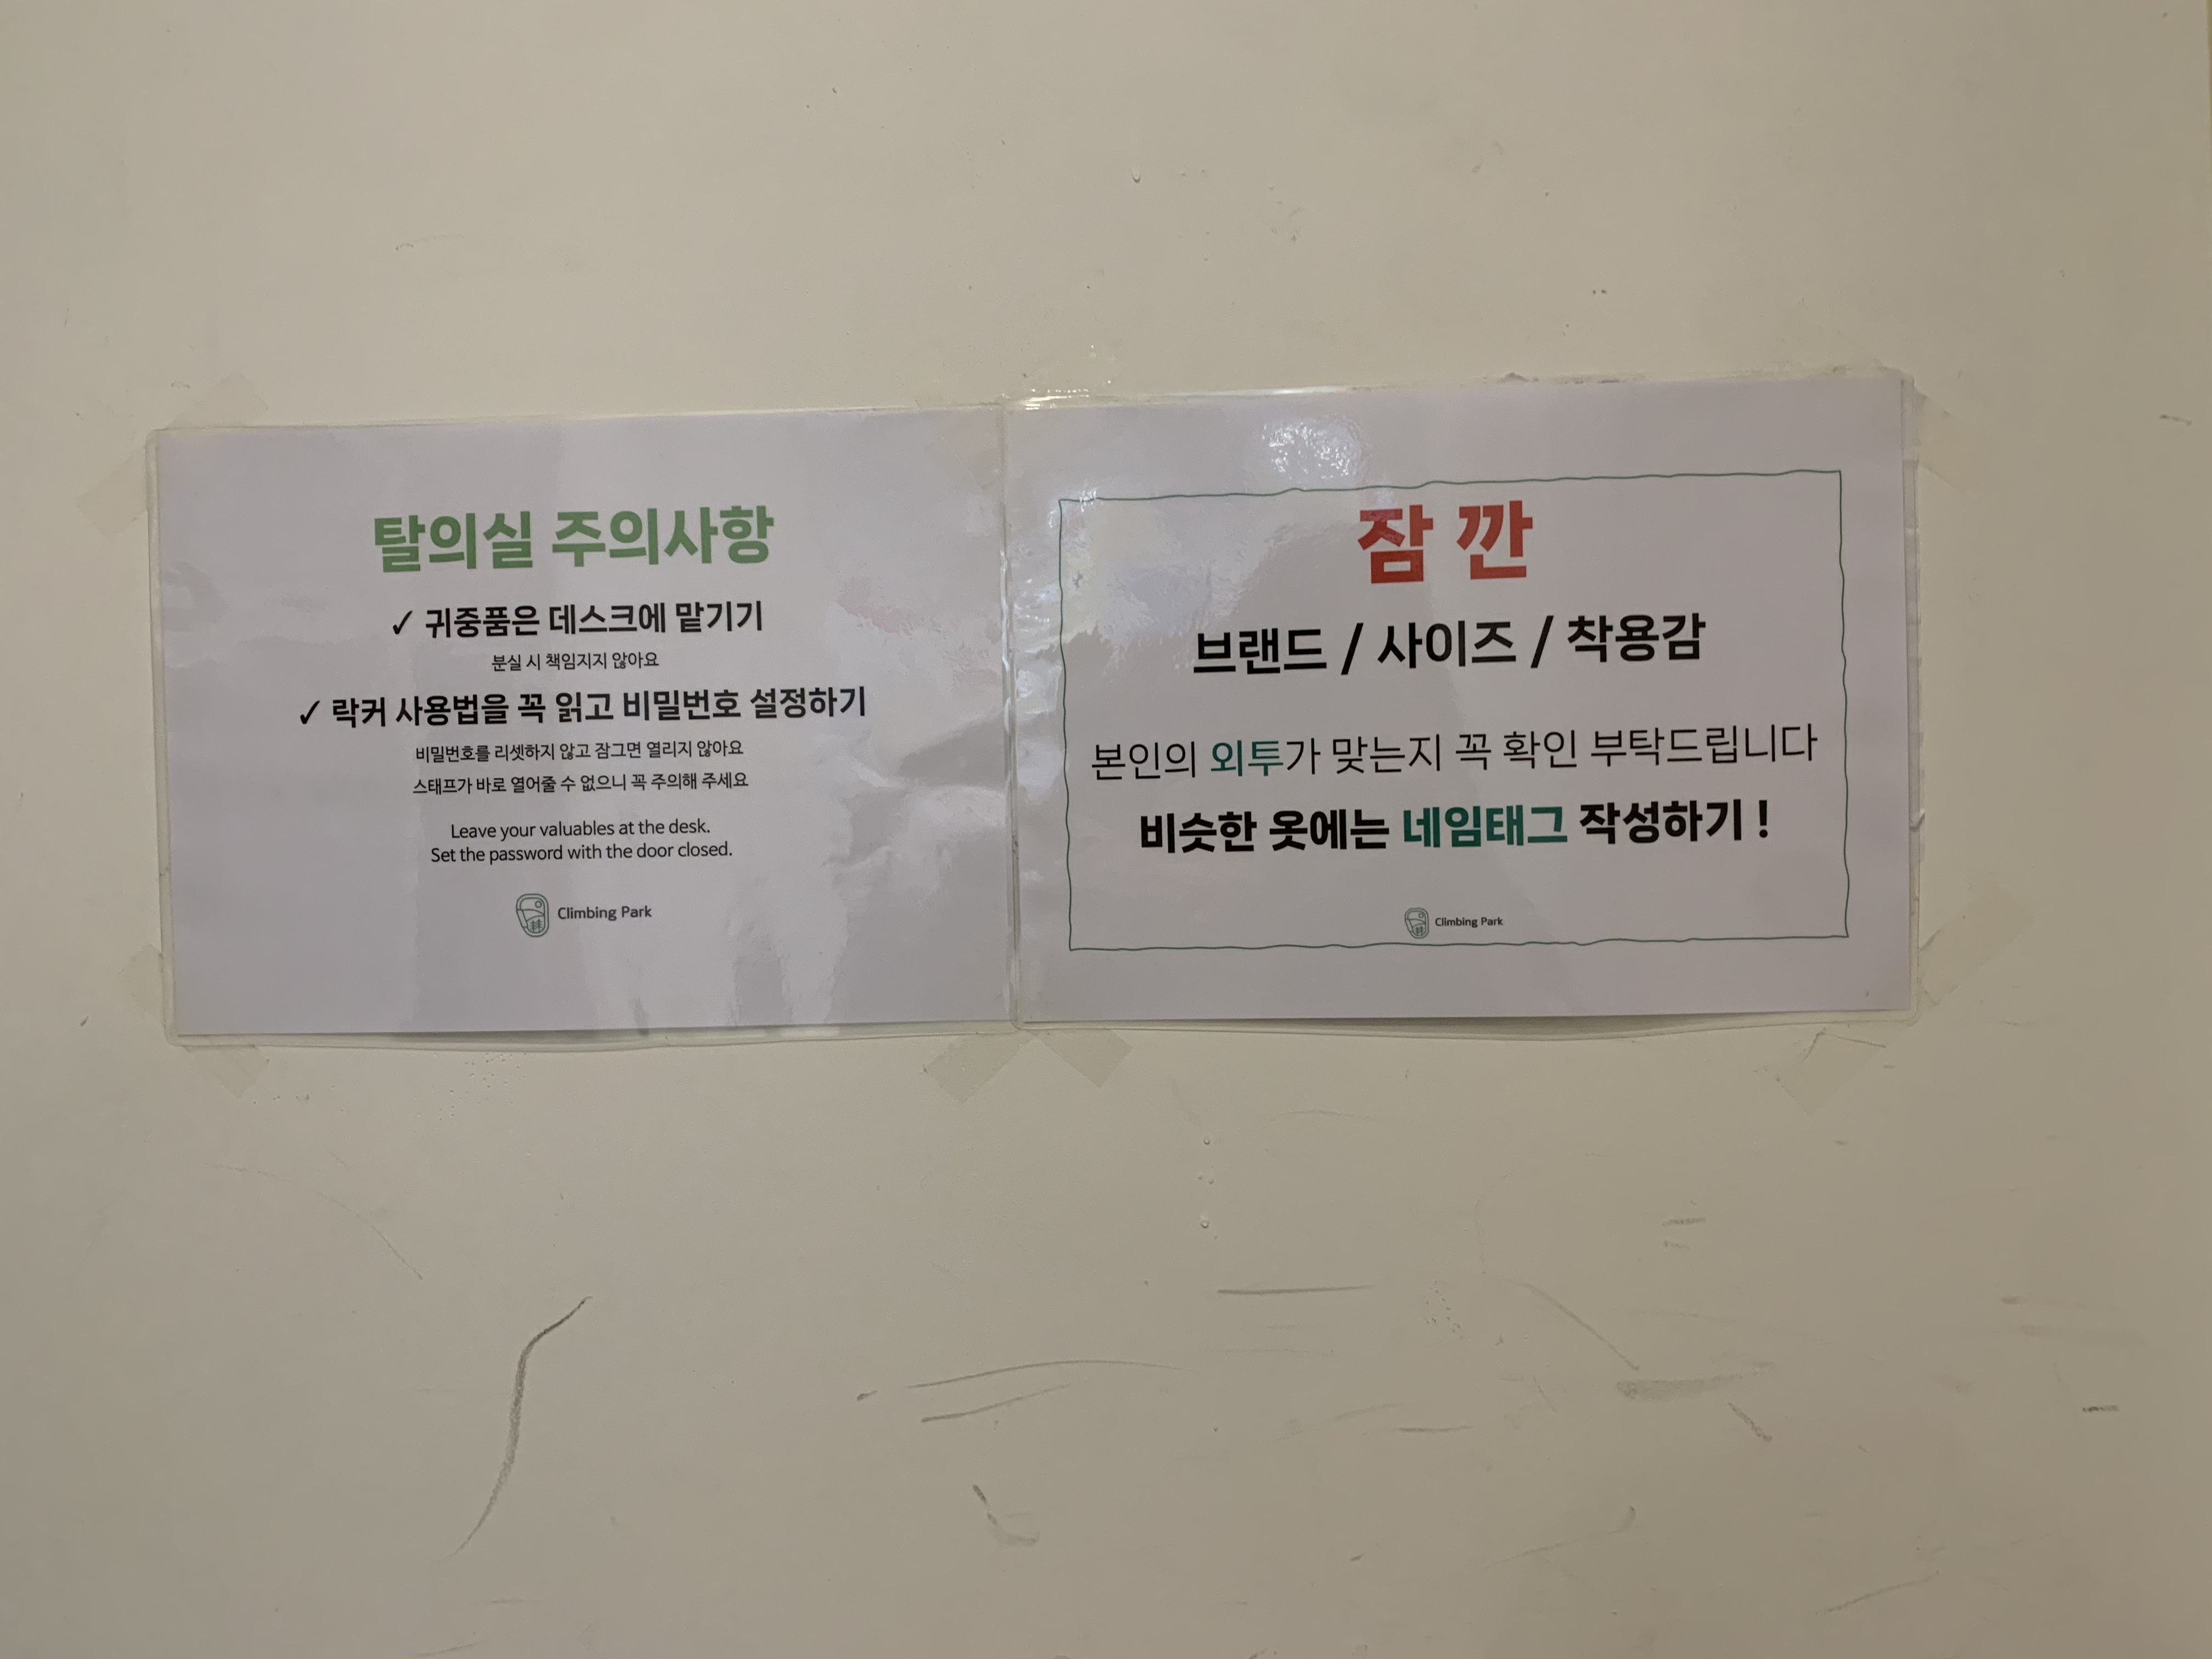 탈의실 주의사항
✓ 귀중품은 데스크에 맡기기
분실 시 책임지지 않아요
✓ 락커 사용법을 꼭 읽고 비밀번호 설정하기
비밀번호를 리셋하지 않고 잠그면 열리지 않아요
스태프가 바로 열어줄 수 없으니 꼭 주의해 주세요
Leave your valuables at the desk.
Set the password with the door closed.
Climbing Park
잠 깐
브랜드 / 사이즈 / 착용감
본인의 외투가 맞는지 꼭 확인 부탁드립니다
비슷한 옷에는 네임태그 작성하기 !
Climbing Park